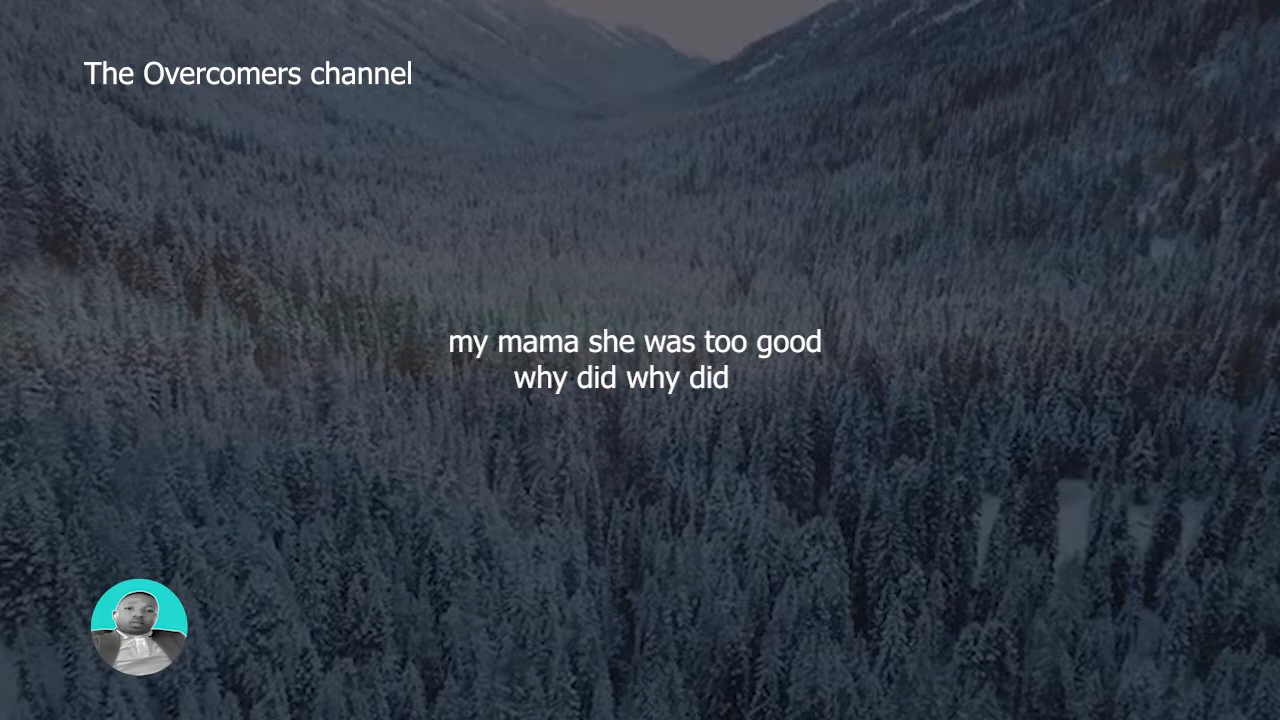 The Overcomers channel
my mama she was too good
why did why did